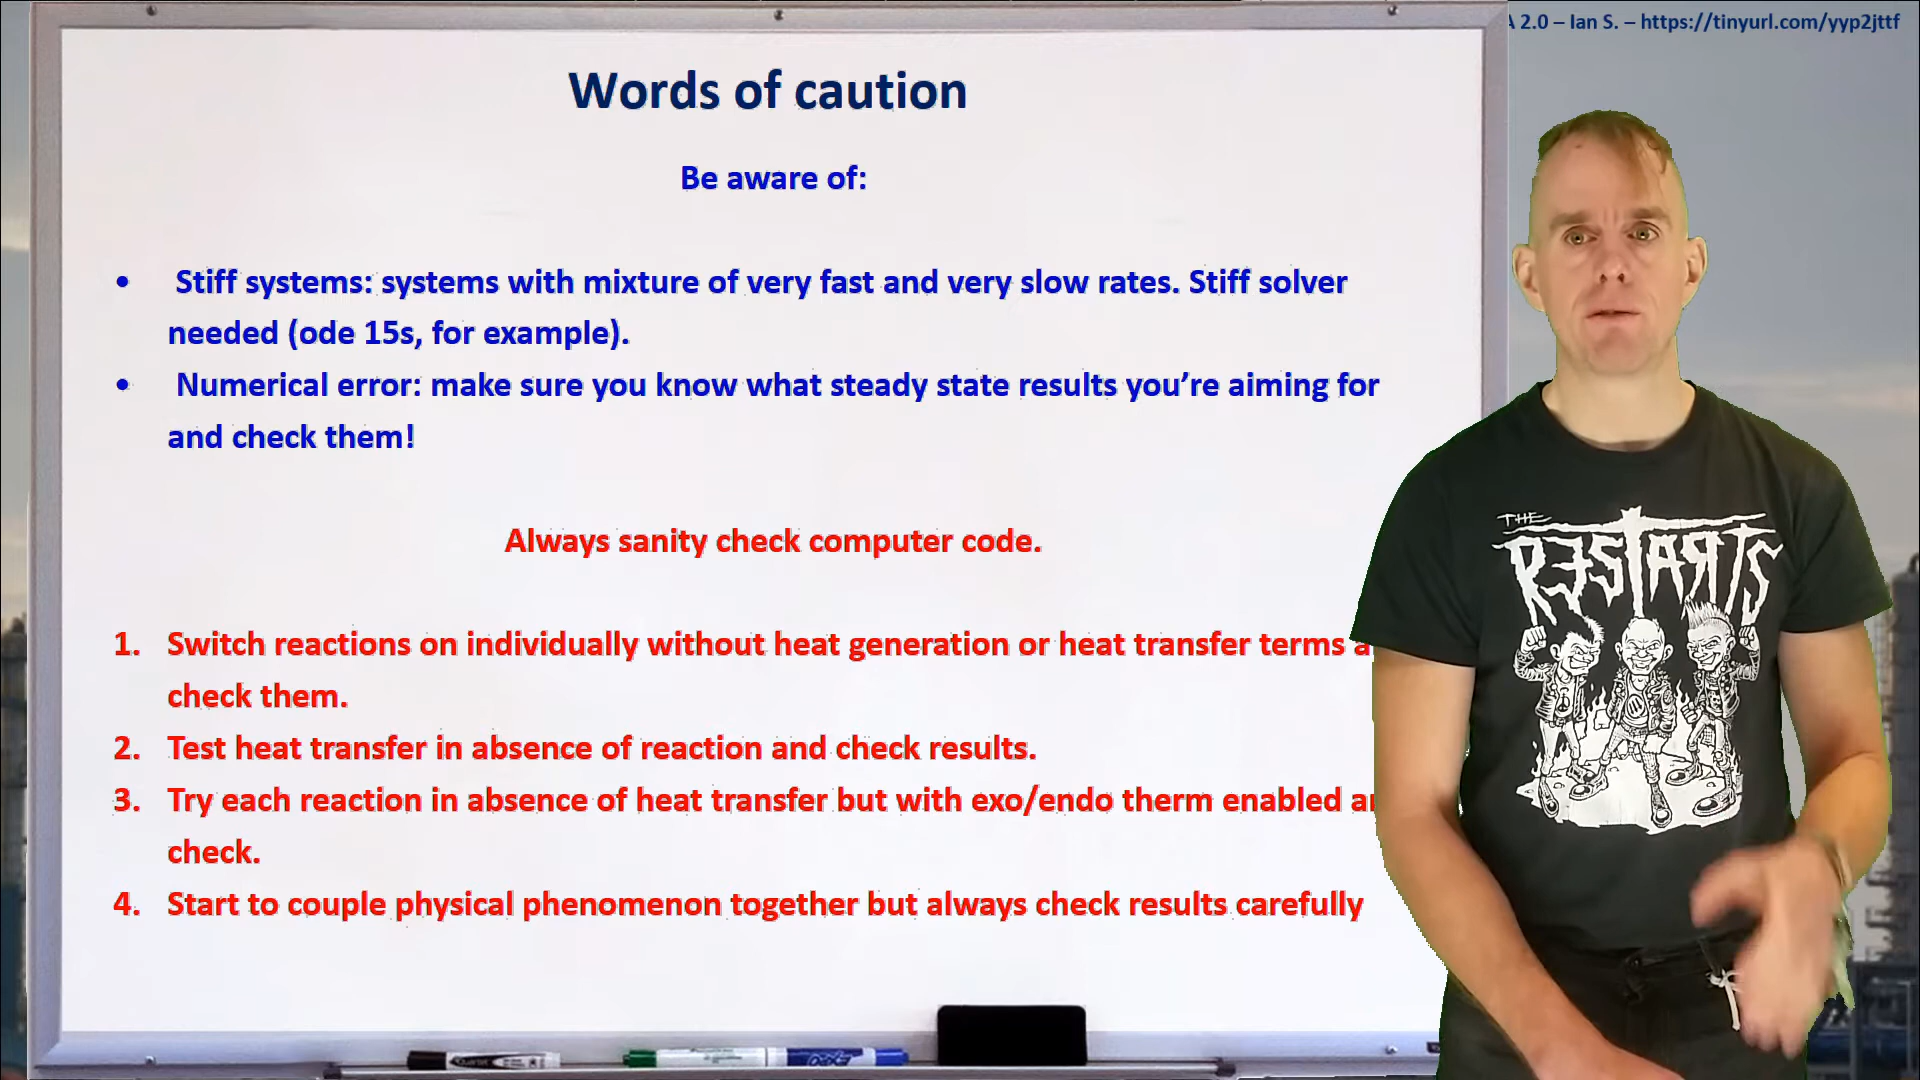 A 2.0 – Ian S. – https://tinyurl.com/yyp2jttf
Words of caution
Be aware of:
• Stiff systems: systems with mixture of very fast and very slow rates. Stiff solver
needed (ode 15s, for example).
• Numerical error: make sure you know what steady state results you’re aiming for
and check them!
Always sanity check computer code.
1. Switch reactions on individually without heat generation or heat transfer terms a
check them.
2. Test heat transfer in absence of reaction and check results.
3. Try each reaction in absence of heat transfer but with exo/endo therm enabled a
check.
4. Start to couple physical phenomenon together but always check results carefully
THE
RESTARTS